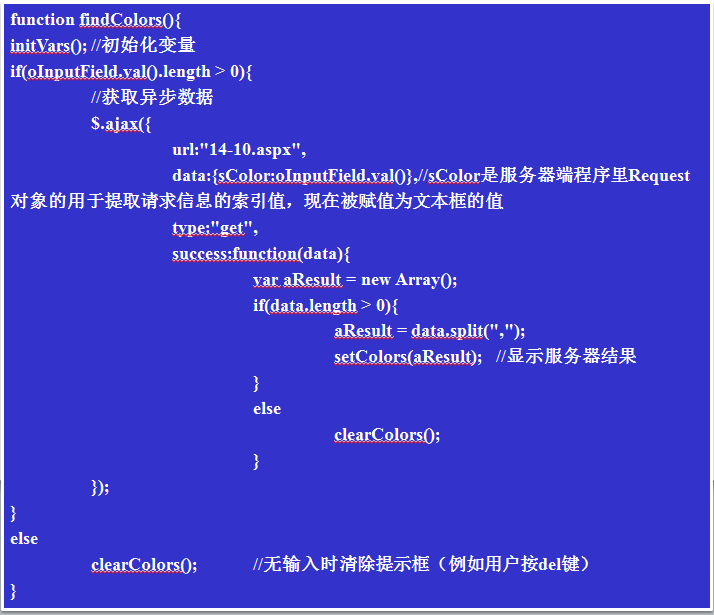 function findColors(){
initVars(); //初始化变量
if(oInputField.val().length > 0){
//获取异步数据
$.ajax({
url:"14-10.aspx",
data:{sColor:oInputField.val()},//sColor是服务器端程序里Request
对象的用于提取请求信息的索引值，现在被赋值为文本框的值
type:"get",
success:function(data){
var aResult = new Array();
if(data.length > 0){
aResult = data.split(",");
setColors(aResult); //显示服务器结果
}
else
clearColors();
}
});
}
else
clearColors(); //无输入时清除提示框（例如用户按del键）
}